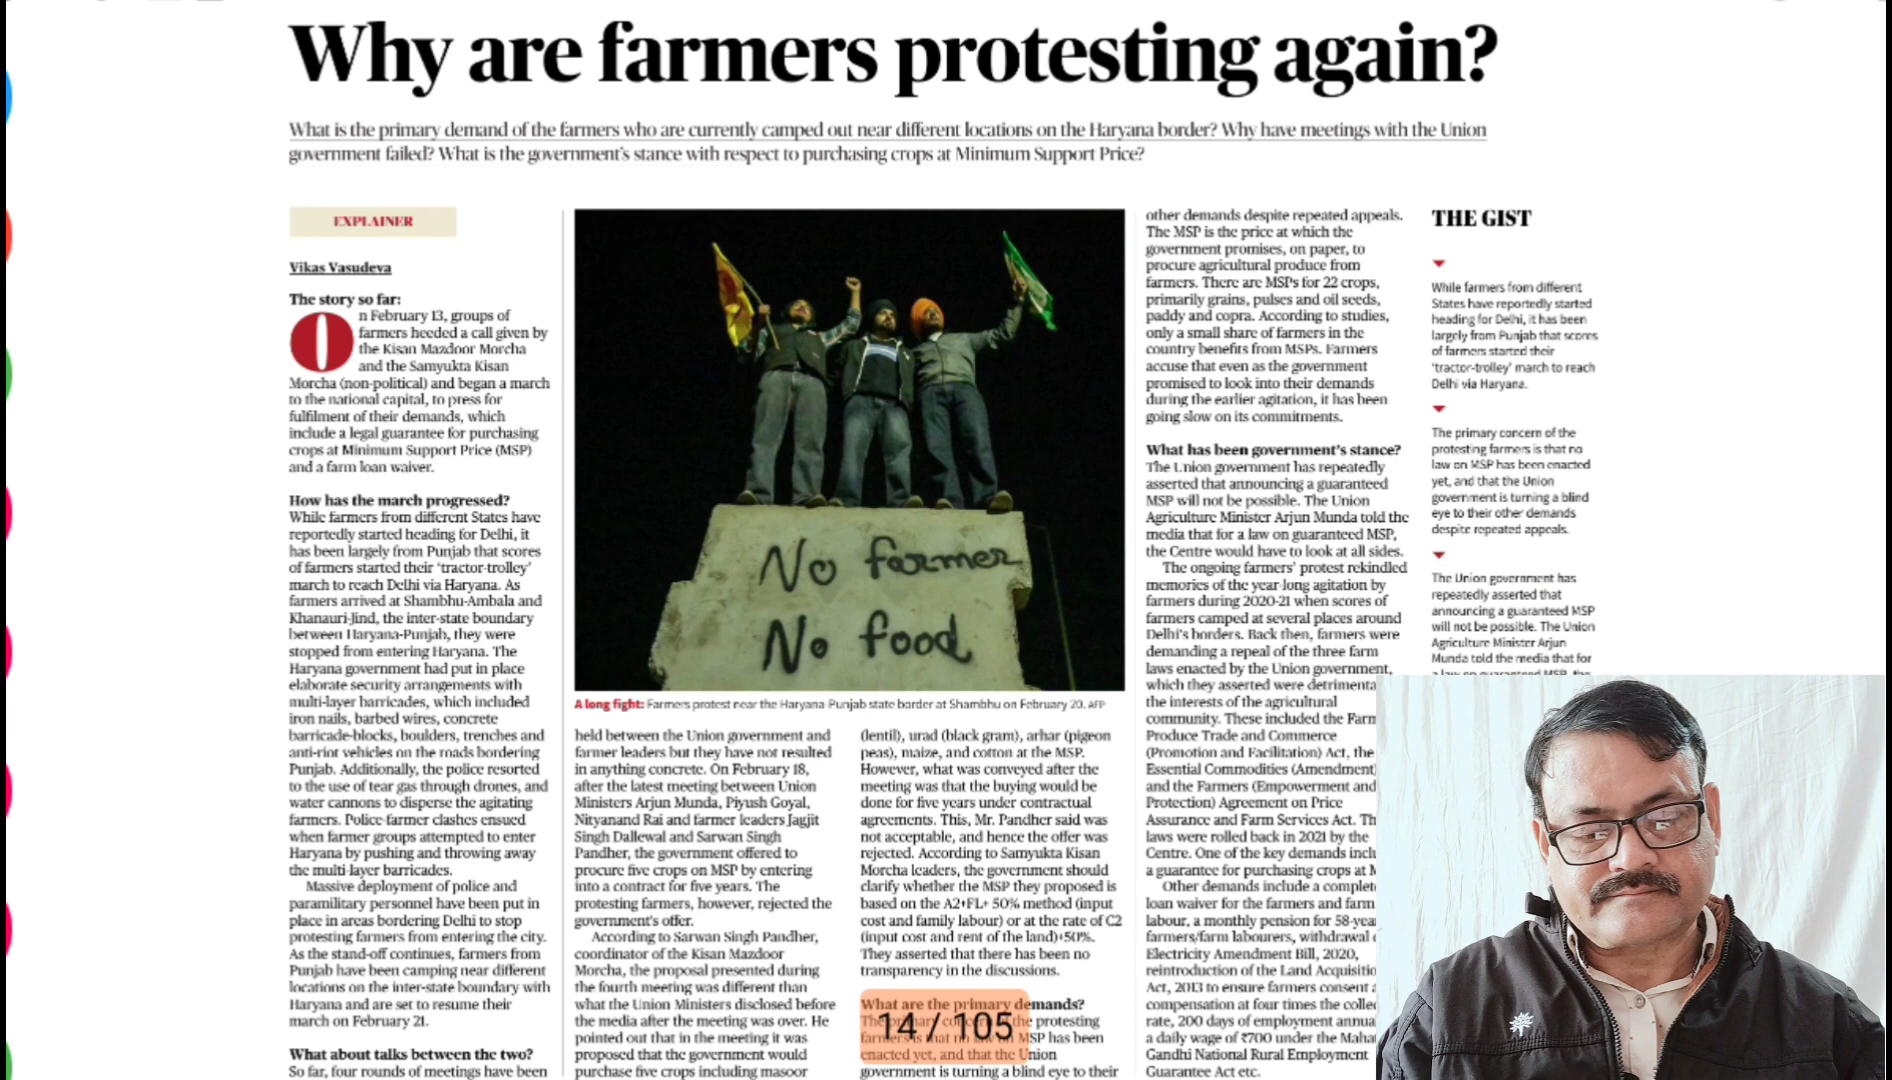 Why are farmers protesting again?
What is the primary demand of the farmers who are currently camped out near different locations on the Haryana border? Why have meetings with the Union
government failed? What is the government's stance with respect to purchasing crops at Minimum Support Price?
EXPLAINER
Vikas Vasudeva
The story so far:
On February 13, groups of
farmers heeded a call given by
the Kisan Mazdoor Morcha
and the Samyukta Kisan
Morcha (non-political) and began a march
to the national capital, to press for
fulfilment of their demands, which
include a legal guarantee for purchasing
crops at Minimum Support Price (MSP)
and a farm loan waiver.
How has the march progressed?
While farmers from different States have
reportedly started heading for Delhi, it
has been largely from Punjab that scores
of farmers started their 'tractor-trolley'
march to reach Delhi via Haryana. As
farmers arrived at Shambhu-Ambala and
Khanauri-Jind, the inter-state boundary
between Haryana-Punjab, they were
stopped from entering Haryana. The
Haryana government had put in place
elaborate security arrangements with
multi-layer barricades, which included
iron nails, barbed wires, concrete
barricade-blocks, boulders, trenches and
anti-riot vehicles on the roads bordering
Punjab. Additionally, the police resorted
to the use of tear gas through drones, and
water cannons to disperse the agitating
farmers. Police-farmer clashes ensued
when farmer groups attempted to enter
Haryana by pushing and throwing away
the multi-layer barricades.
Massive deployment of police and
paramilitary personnel have been put in
place in areas bordering Delhi to stop
protesting farmers from entering the city.
As the stand-off continues, farmers from
Punjab have been camping near different
locations on the inter-state boundary with
Haryana and are set to resume their
march on February 21.
What about talks between the two?
So far, four rounds of meetings have been
No farmer
No food
A long fight: Farmers protest near the Haryana-Punjab state border at Shambhu on February 20. AFP
held between the Union government and
farmer leaders but they have not resulted
in anything concrete. On February 18,
after the latest meeting between Union
Ministers Arjun Munda, Piyush Goyal,
Nityanand Rai and farmer leaders Jagjit
Singh Dallewal and Sarwan Singh
Pandher, the government offered to
procure five crops on MSP by entering
into a contract for five years. The
protesting farmers, however, rejected the
government's offer.
According to Sarwan Singh Pandher,
coordinator of the Kisan Mazdoor
Morcha, the proposal presented during
the fourth meeting was different than
what the Union Ministers disclosed before
the media after the meeting was over. He
pointed out that in the meeting it was
proposed that the government would
purchase five crops including masoor
(lentil), urad (black gram), arhar (pigeon
peas), maize, and cotton at the MSP.
However, what was conveyed after the
meeting was that the buying would be
done for five years under contractual
agreements. This, Mr. Pandher said was
not acceptable, and hence the offer was
rejected. According to Samyukta Kisan
Morcha leaders, the government should
clarify whether the MSP they proposed is
based on the A2+FL+ 50% method (input
cost and family labour) or at the rate of C2
(input cost and rent of the land)+50%.
They asserted that there has been no
transparency in the discussions.
What are the primary demands?
the protesting
farmers is that no MSP has been
enacted yet, and that the Union
government is turning a blind eye to their
14 / 105
other demands despite repeated appeals.
The MSP is the price at which the
government promises, on paper, to
procure agricultural produce from
farmers. There are MSPs for 22 crops,
primarily grains, pulses and oil seeds,
paddy and copra. According to studies,
only a small share of farmers in the
country benefits from MSPs. Farmers
accuse that even as the government
promised to look into their demands
during the earlier agitation, it has been
going slow on its commitments.
What has been government's stance?
The Union government has repeatedly
asserted that announcing a guaranteed
MSP will not be possible. The Union
Agriculture Minister Arjun Munda told the
media that for a law on guaranteed MSP,
the Centre would have to look at all sides.
The ongoing farmers' protest rekindled
memories of the year-long agitation by
farmers during 2020-21 when scores of
farmers camped at several places around
Delhi's borders. Back then, farmers were
demanding a repeal of the three farm
laws enacted by the Union government,
which they asserted were
the interests of the agricultural
community. These included the
Produce Trade and Commerce
(Promotion and Facilitation) Act, the
Essential Commodities (Amendment)
and the Farmers (Empowerment and
Protection) Agreement on Price
Assurance and Farm Services Act.
laws were rolled back in 2021 by the
Centre. One of the key demands
a guarantee for purchasing crops at
Other demands include a
loan waiver for the farmers and farm
labour, a monthly pension for
farmers/farm labourers, withdrawal
Electricity Amendment Bill, 2020,
reintroduction of the Land
Act, 2013 to ensure farmers consent
compensation at four times the
rate, 200 days of employment
a daily wage of ₹700 under the
Gandhi National Rural Employment
Guarantee Act etc.
THE GIST
While farmers from different
States have reportedly started
heading for Delhi, it has been
largely from Punjab that scores
of farmers started their
'tractor-trolley' march to reach
Delhi via Haryana.
The primary concern of the
protesting farmers is that no
law on MSP has been enacted
yet, and that the Union
government is turning a blind
eye to their other demands
despite repeated appeals.
The Union government has
repeatedly asserted that
announcing a guaranteed MSP
will not be possible. The Union
Agriculture Minister Arjun
Munda told the media that for